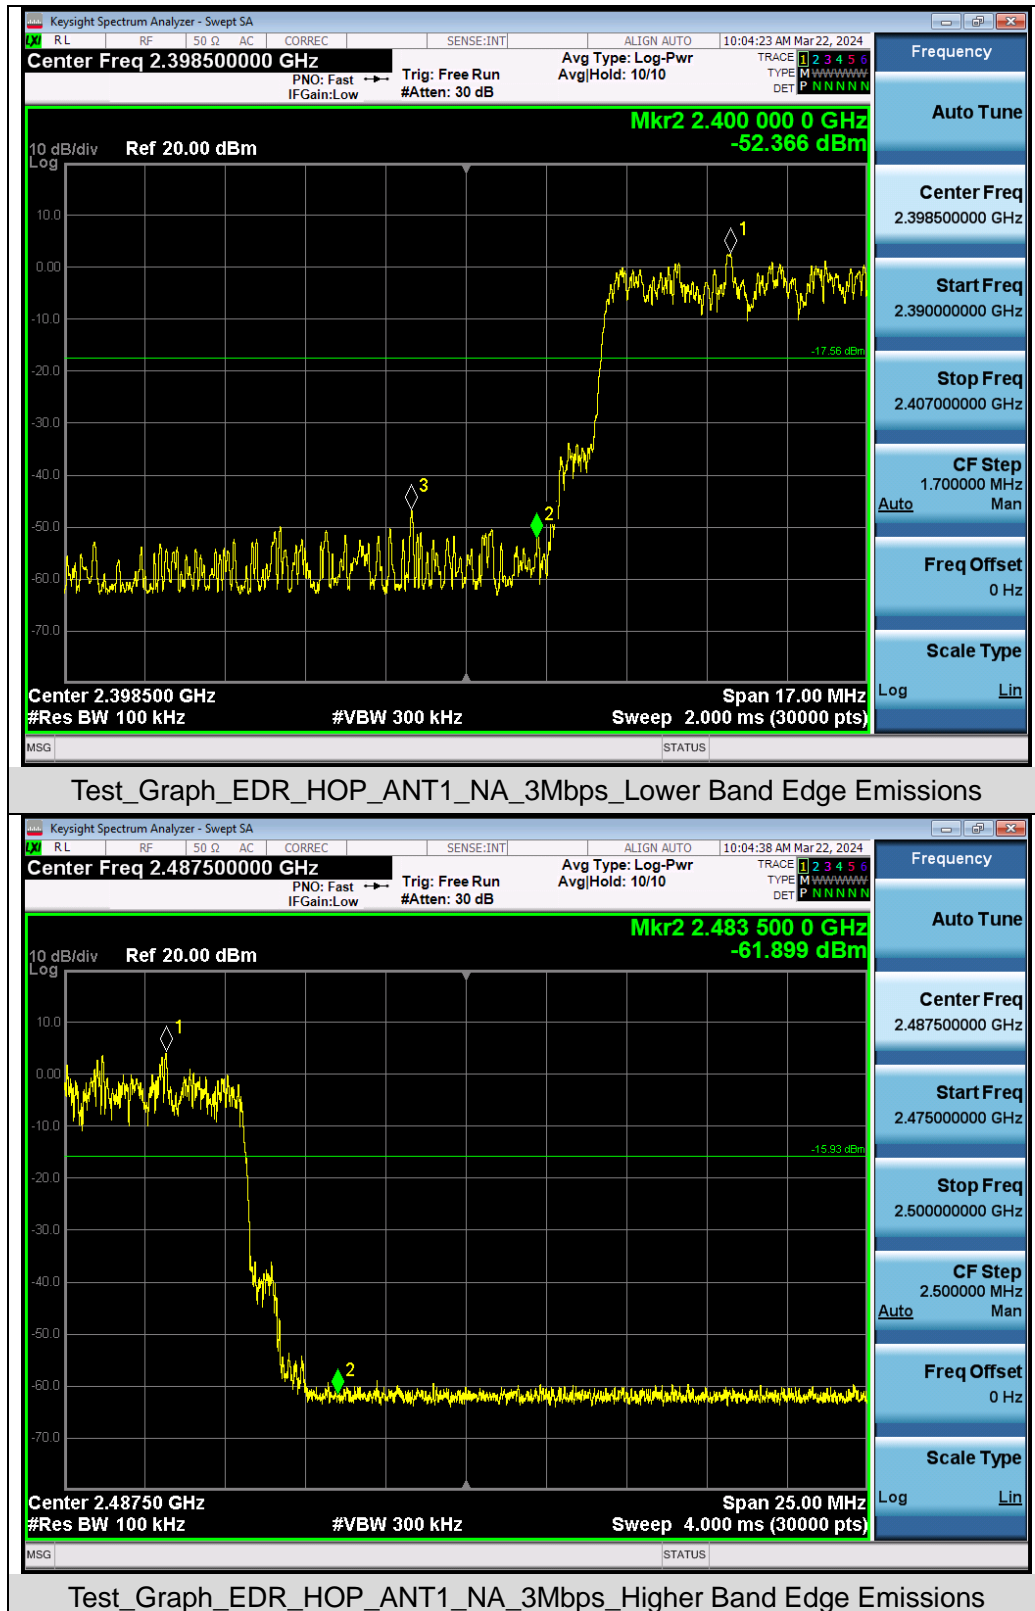 Keysight Spectrum Analyzer - Swept SA
LXI RL RF 50 Ω AC CORREC SENSE:INT ALIGN AUTO 10:04:23 AM Mar 22, 2024
Center Freq 2.398500000 GHz
PNO: Fast
IFGain:Low
Trig: Free Run
#Atten: 30 dB
Avg Type: Log-Pwr
Avg|Hold: 10/10
TRACE 1 2 3 4 5 6
TYPE M WWWWW
DET P N N N N N
Mkr2 2.400 000 0 GHz
-52.366 dBm
10 dB/div Ref 20.00 dBm
Log
10.0
0.00
-10.0
-20.0
-30.0
-40.0
-50.0
-60.0
-70.0
1
-17.56 dBm
3
2
Center 2.398500 GHz Span 17.00 MHz
#Res BW 100 kHz #VBW 300 kHz Sweep 2.000 ms (30000 pts)
MSG STATUS
Frequency
Auto Tune
Center Freq
2.398500000 GHz
Start Freq
2.390000000 GHz
Stop Freq
2.407000000 GHz
CF Step
1.700000 MHz
Auto Man
Freq Offset
0 Hz
Scale Type
Log Lin
Test_Graph_EDR_HOP_ANT1_NA_3Mbps_Lower Band Edge Emissions
Keysight Spectrum Analyzer - Swept SA
LXI RL RF 50 Ω AC CORREC SENSE:INT ALIGN AUTO 10:04:38 AM Mar 22, 2024
Center Freq 2.487500000 GHz
PNO: Fast
IFGain:Low
Trig: Free Run
#Atten: 30 dB
Avg Type: Log-Pwr
Avg|Hold: 10/10
TRACE 1 2 3 4 5 6
TYPE M WWWWW
DET P N N N N N
Mkr2 2.483 500 0 GHz
-61.899 dBm
10 dB/div Ref 20.00 dBm
Log
10.0
0.00
-10.0
-20.0
-30.0
-40.0
-50.0
-60.0
-70.0
1
-15.93 dBm
2
Center 2.48750 GHz Span 25.00 MHz
#Res BW 100 kHz #VBW 300 kHz Sweep 4.000 ms (30000 pts)
MSG STATUS
Frequency
Auto Tune
Center Freq
2.487500000 GHz
Start Freq
2.475000000 GHz
Stop Freq
2.500000000 GHz
CF Step
2.500000 MHz
Auto Man
Freq Offset
0 Hz
Scale Type
Log Lin
Test_Graph_EDR_HOP_ANT1_NA_3Mbps_Higher Band Edge Emissions